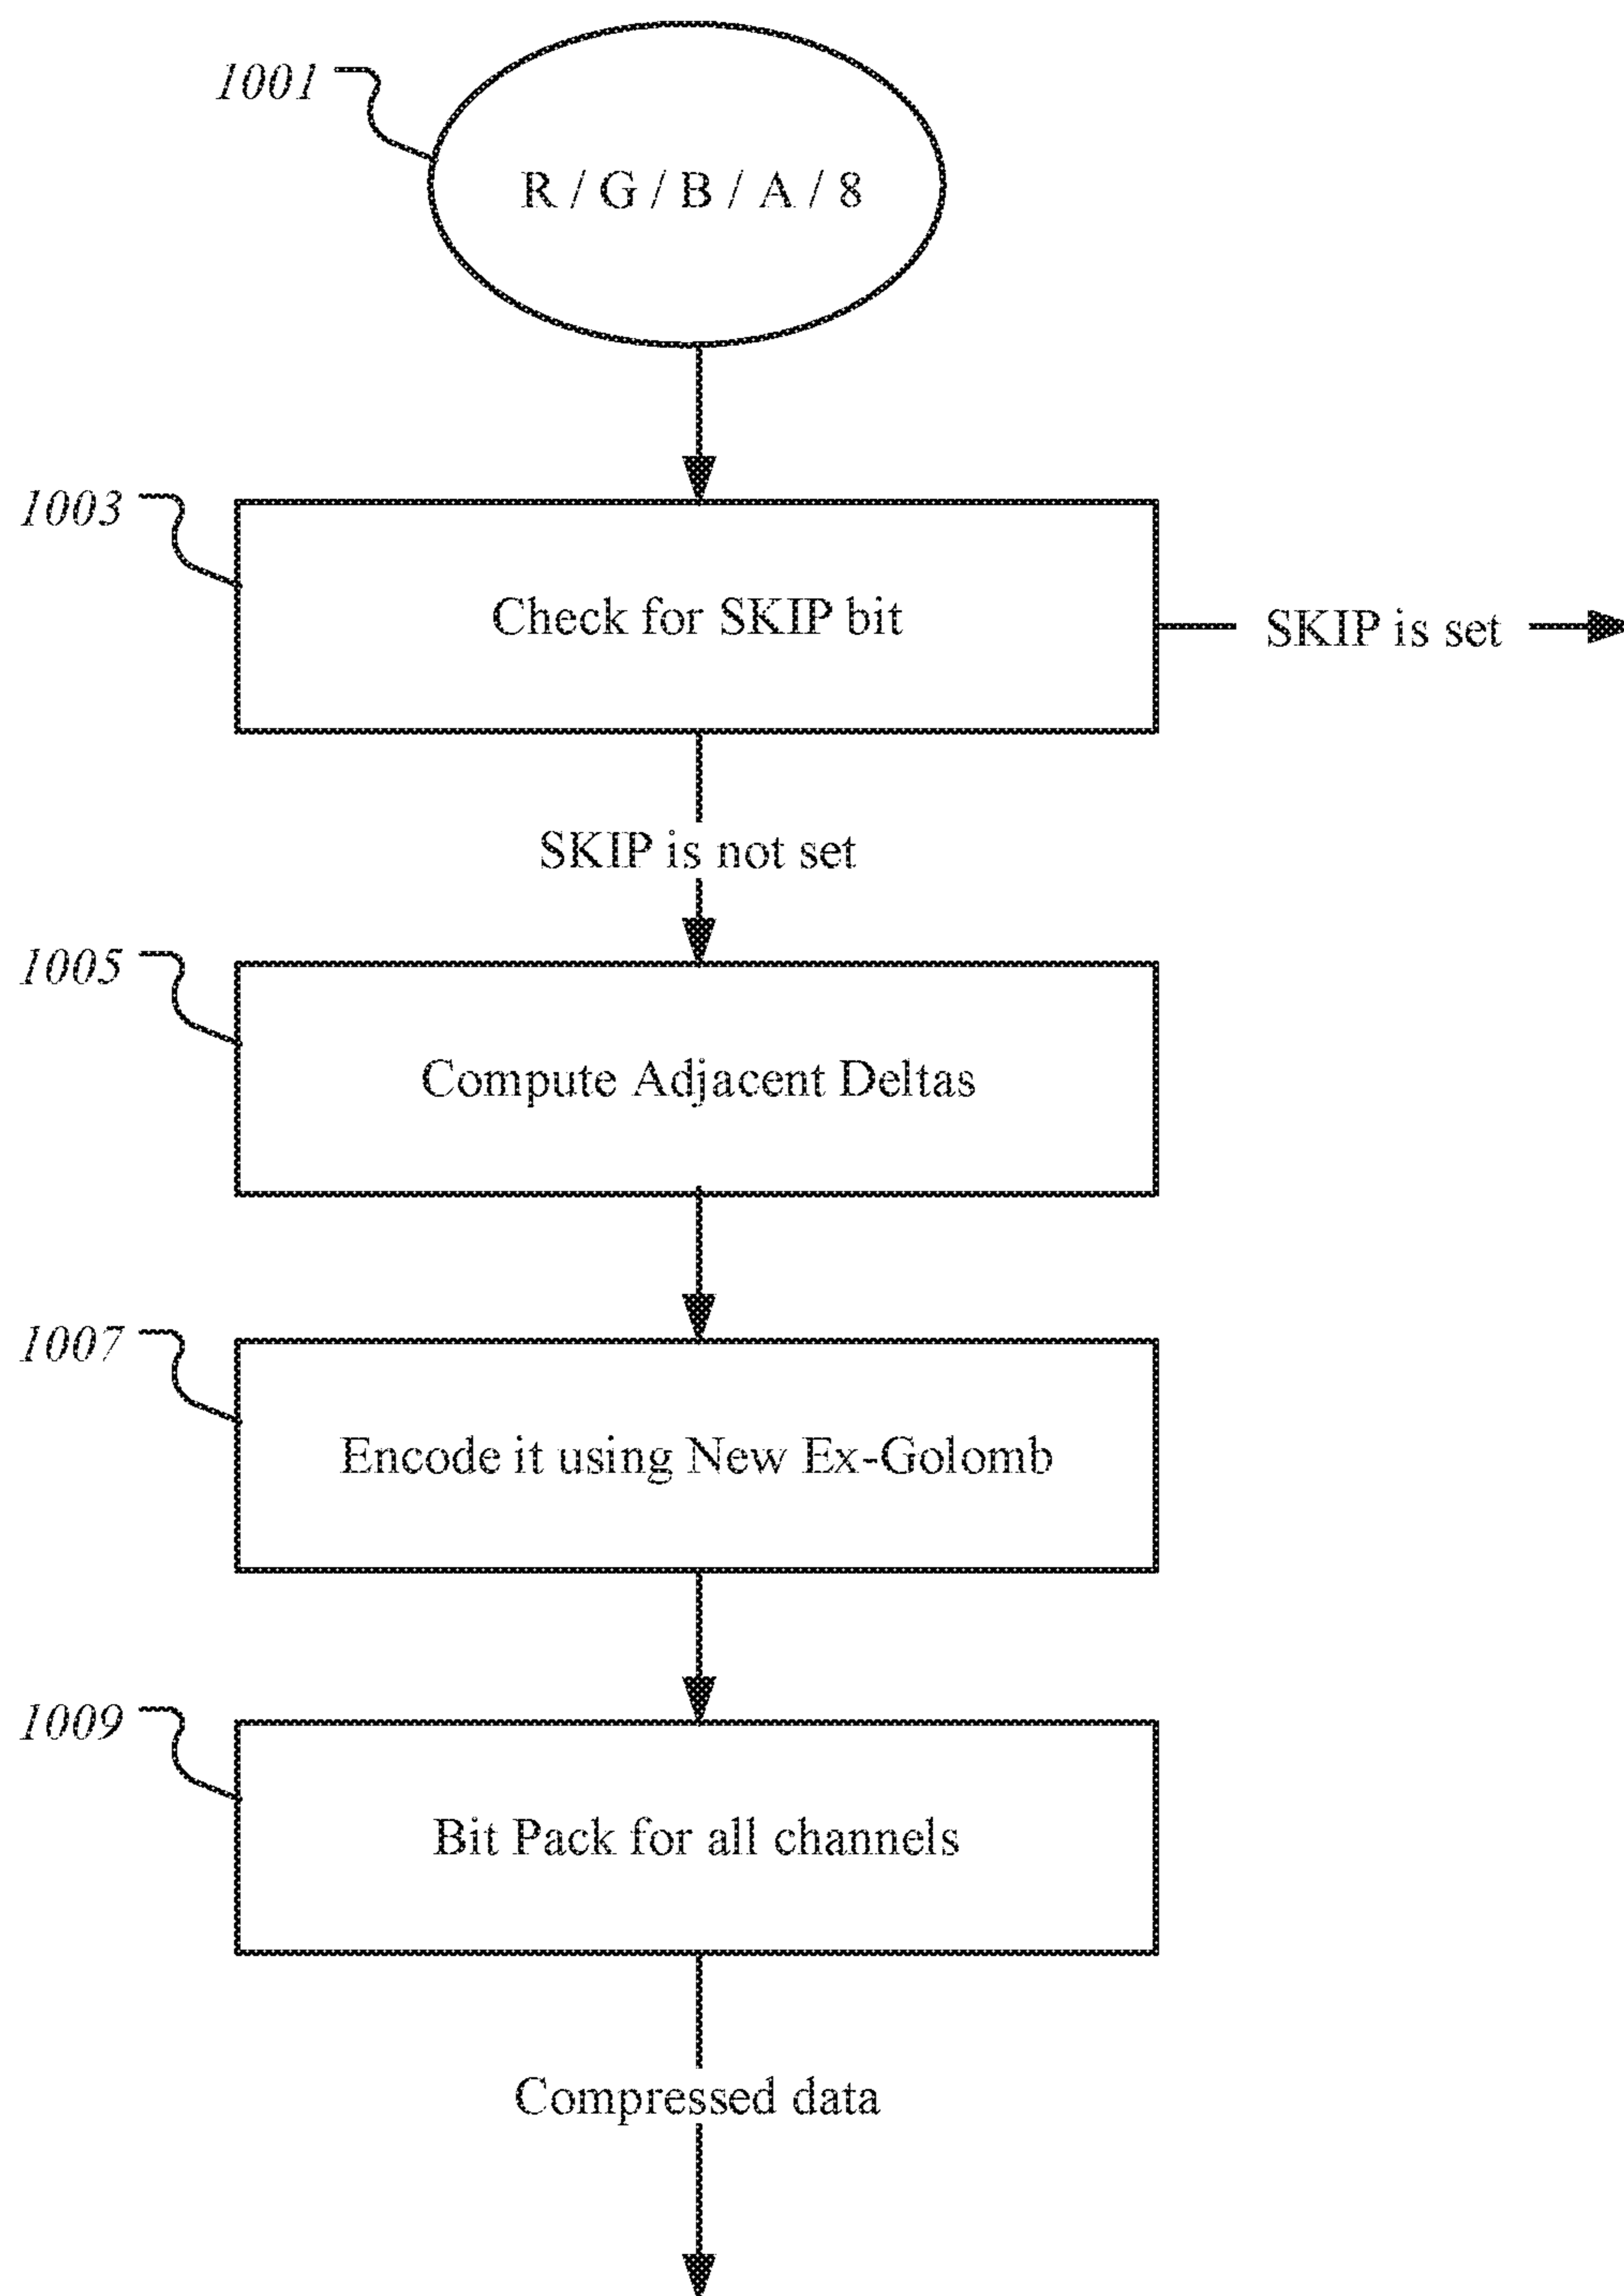 1001
R / G / B / A / 8
1003
Check for SKIP bit
SKIP is set
SKIP is not set
1005
Compute Adjacent Deltas
1007
Encode it using New Ex-Golomb
1009
Bit Pack for all channels
Compressed data